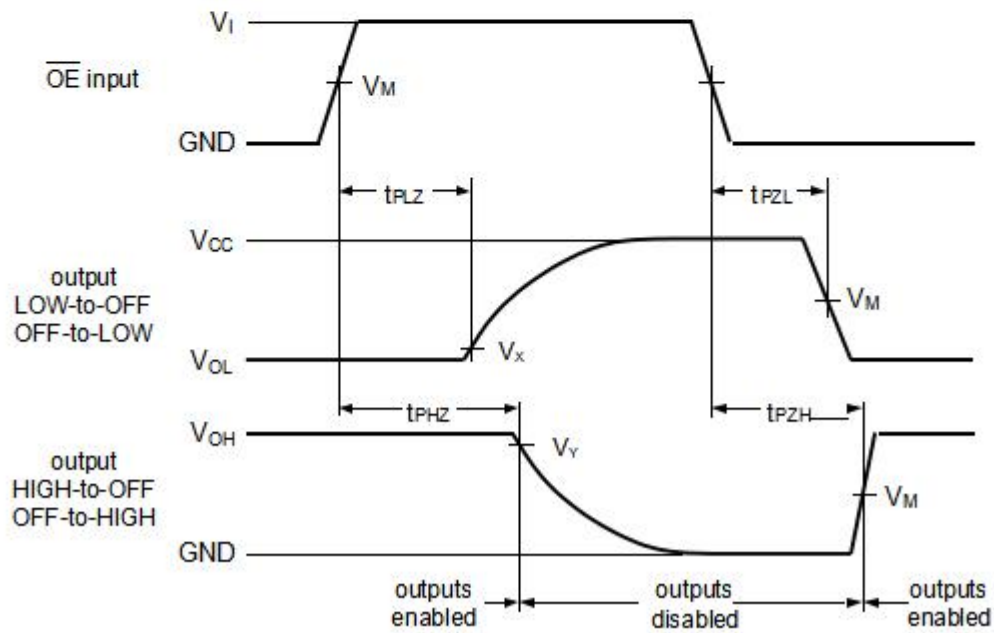 VI
OE input
VM
GND
tPLZ
tPZL
VCC
output
LOW-to-OFF
OFF-to-LOW
VM
VX
VOL
tPHZ
tPZH
VOH
output
HIGH-to-OFF
OFF-to-HIGH
VY
VM
GND
outputs
enabled
outputs
disabled
outputs
enabled